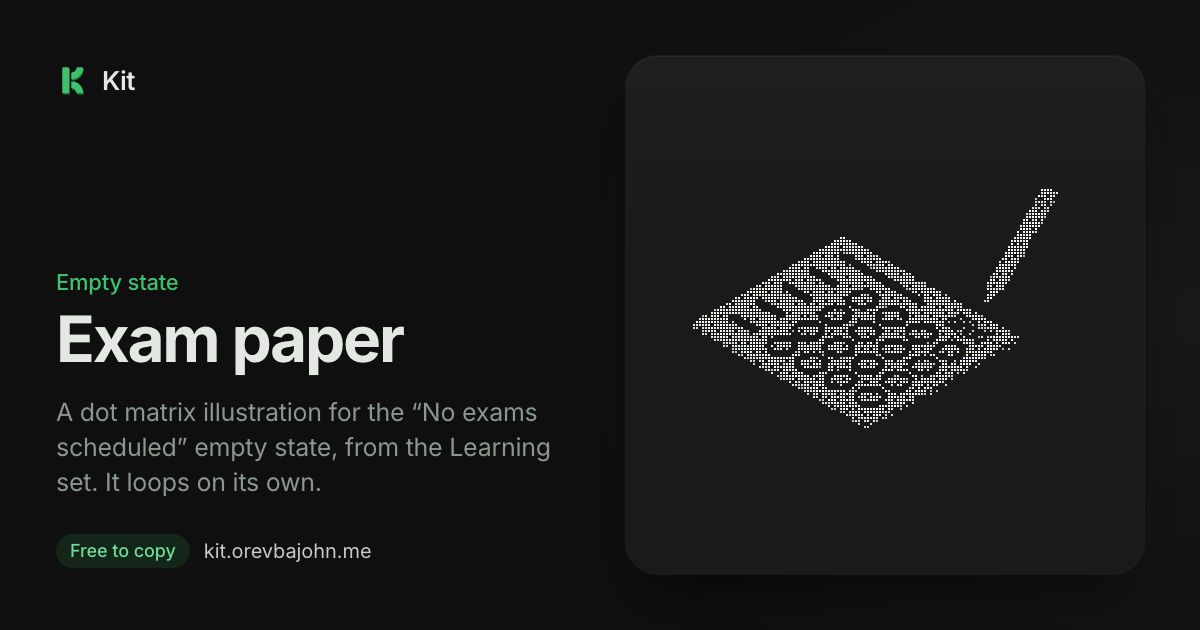 Kit
Empty state
Exam paper
A dot matrix illustration for the “No exams
scheduled” empty state, from the Learning
set. It loops on its own.
Free to copy
kit.orevbajohn.me